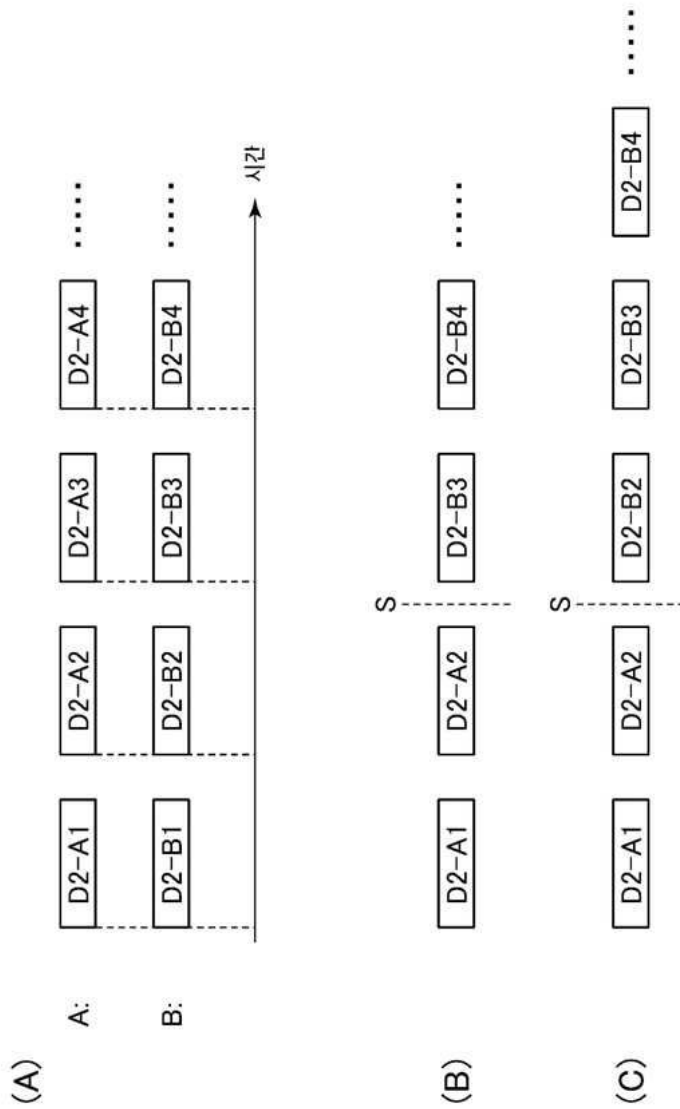 (A)
A: D2-A1 D2-A2 D2-A3 D2-A4 ·····
B: D2-B1 D2-B2 D2-B3 D2-B4 ·····
시간
S
(B) D2-A1 D2-A2 D2-B3 D2-B4 ·····
S
(C) D2-A1 D2-A2 D2-B2 D2-B3 D2-B4 ·····